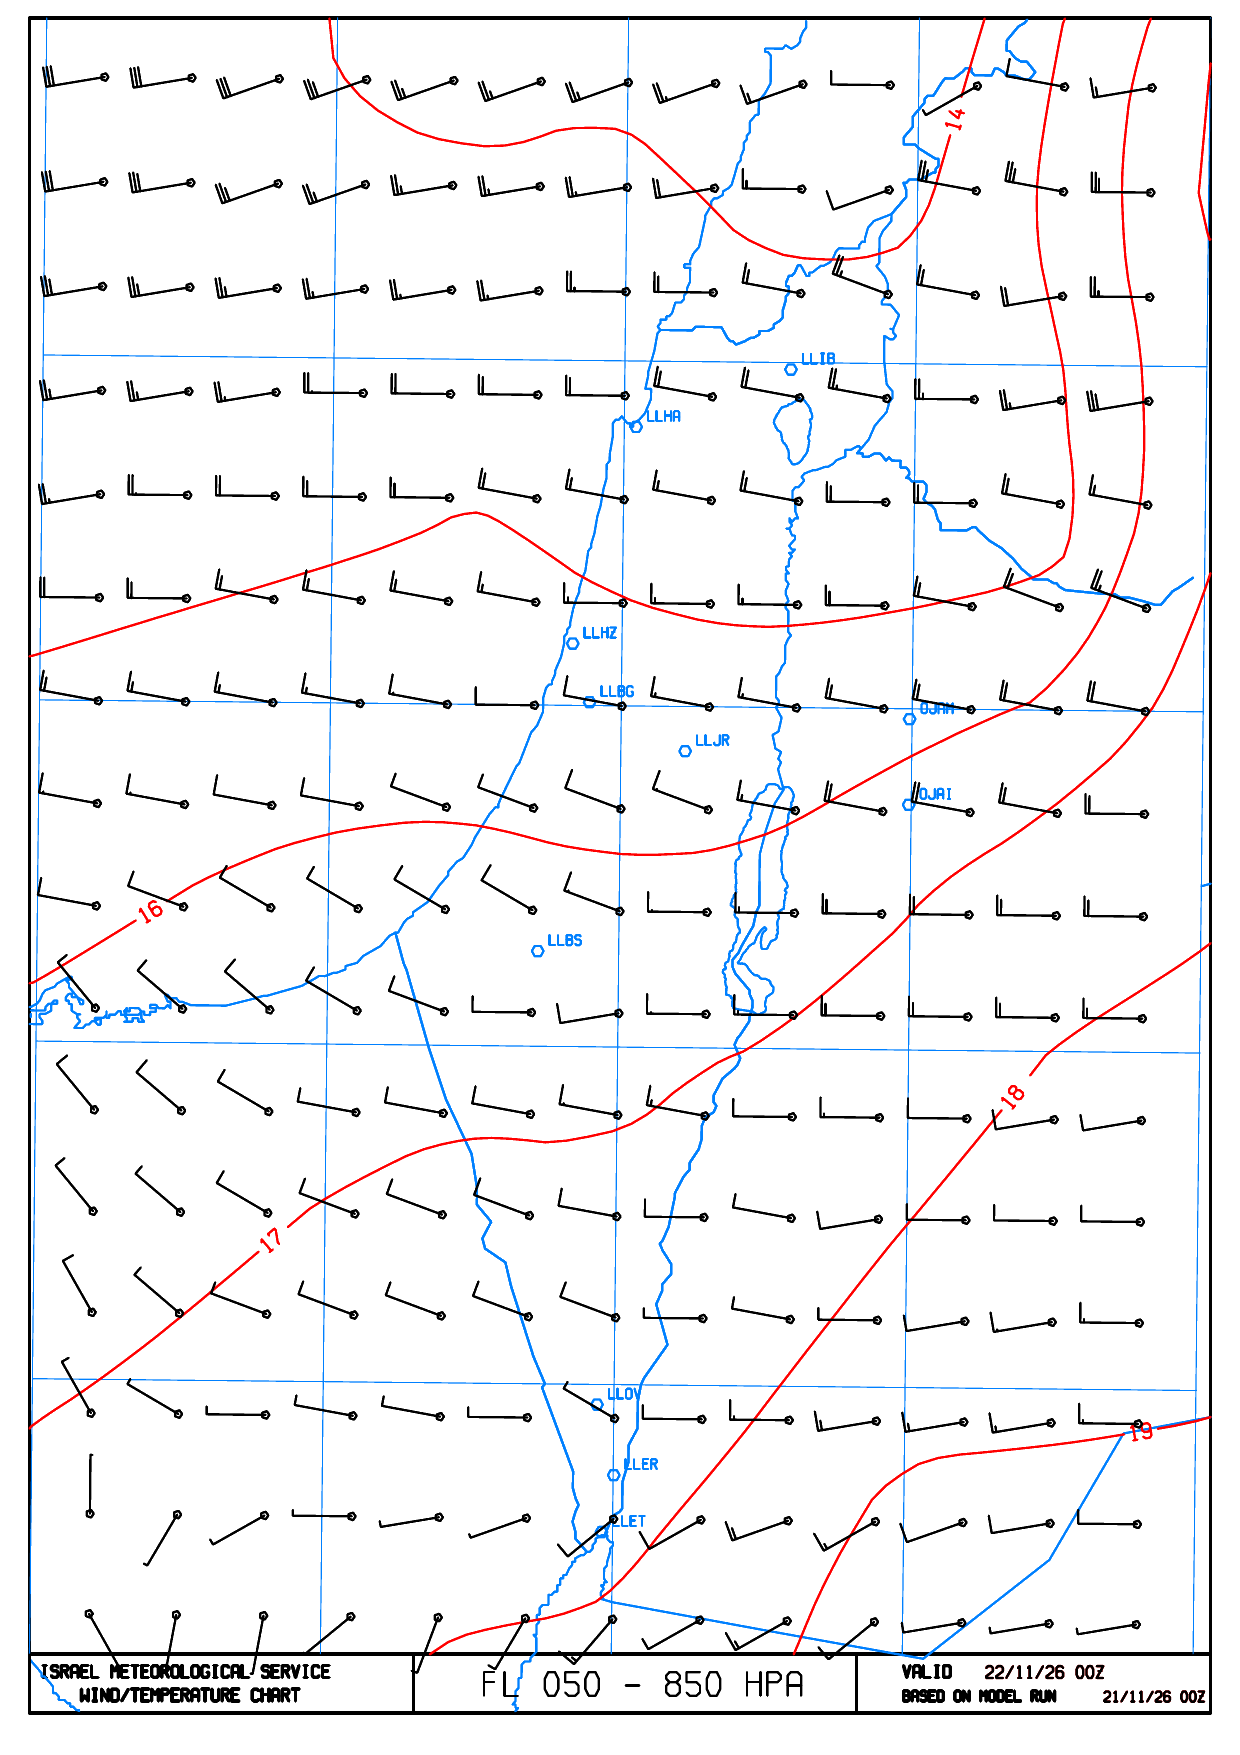 14
LLIB
LLHA
LLHZ
LLBG
OJAM
LLJR
OJAI
16
LLBS
18
17
LLOV
19
LLER
LLET
ISRAEL METEOROLOGICAL SERVICE
WIND/TEMPERATURE CHART
FL 050 - 850 HPA
VALID 22/11/26 00Z
BASED ON MODEL RUN 21/11/26 00Z